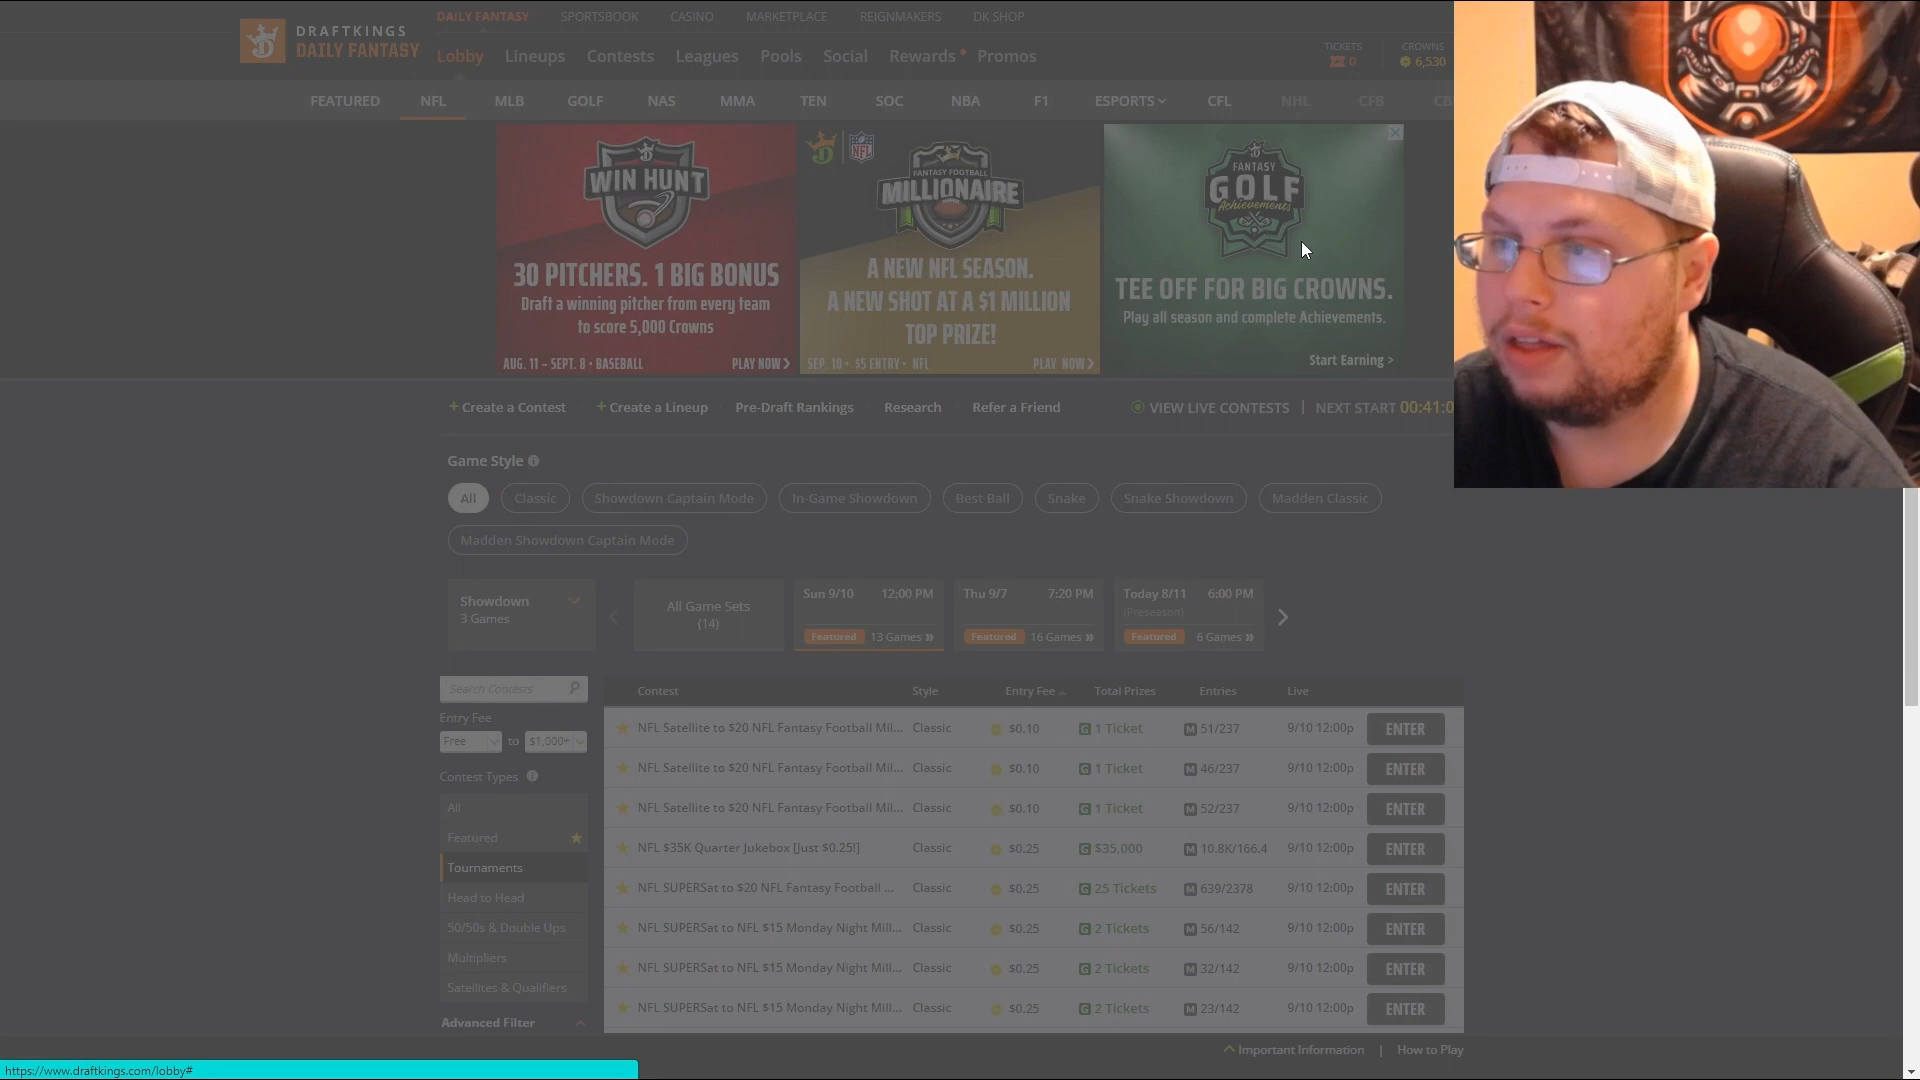 DAILY FANTASY SPORTSBOOK CASINO MARKETPLACE REIGNMAKERS DK SHOP
DRAFTKINGS
DAILY FANTASY
Lobby Lineups Contests Leagues Pools Social Rewards Promos
TICKETS
0
CROWNS
6,530
FEATURED NFL MLB GOLF NAS MMA TEN SOC NBA F1 ESPORTS CFL NHL CFB CB
WIN HUNT
30 PITCHERS. 1 BIG BONUS
Draft a winning pitcher from every team
to score 5,000 Crowns
AUG. 11 – SEPT. 8 • BASEBALL PLAY NOW >
NFL
FANTASY FOOTBALL
MILLIONAIRE
A NEW NFL SEASON.
A NEW SHOT AT A $1 MILLION
TOP PRIZE!
SEP. 10 • $5 ENTRY • NFL PLAY NOW >
FANTASY
GOLF
Achievements
TEE OFF FOR BIG CROWNS.
Play all season and complete Achievements.
Start Earning >
+ Create a Contest + Create a Lineup Pre-Draft Rankings Research Refer a Friend VIEW LIVE CONTESTS | NEXT START 00:41:0
Game Style
All Classic Showdown Captain Mode In-Game Showdown Best Ball Snake Snake Showdown Madden Classic
Madden Showdown Captain Mode
Showdown
3 Games
All Game Sets
(14)
Sun 9/10 12:00 PM
Featured 13 Games »
Thu 9/7 7:20 PM
Featured 16 Games »
Today 8/11 6:00 PM
(Preseason)
Featured 6 Games »
Search Contests
Entry Fee
Free to $1,000+
Contest Types
All
Featured
Tournaments
Head to Head
50/50s & Double Ups
Multipliers
Satellites & Qualifiers
Advanced Filter
Contest Style Entry Fee Total Prizes Entries Live
NFL Satellite to $20 NFL Fantasy Football Mil... Classic $0.10 G 1 Ticket M 51/237 9/10 12:00p ENTER
NFL Satellite to $20 NFL Fantasy Football Mil... Classic $0.10 G 1 Ticket M 46/237 9/10 12:00p ENTER
NFL Satellite to $20 NFL Fantasy Football Mil... Classic $0.10 G 1 Ticket M 52/237 9/10 12:00p ENTER
NFL $35K Quarter Jukebox [Just $0.25!] Classic $0.25 G $35,000 M 10.8K/166.4 9/10 12:00p ENTER
NFL SUPERSat to $20 NFL Fantasy Football ... Classic $0.25 G 25 Tickets M 639/2378 9/10 12:00p ENTER
NFL SUPERSat to NFL $15 Monday Night Mill... Classic $0.25 G 2 Tickets M 56/142 9/10 12:00p ENTER
NFL SUPERSat to NFL $15 Monday Night Mill... Classic $0.25 G 2 Tickets M 32/142 9/10 12:00p ENTER
NFL SUPERSat to NFL $15 Monday Night Mill... Classic $0.25 G 2 Tickets M 23/142 9/10 12:00p ENTER
Important Information | How to Play
https://www.draftkings.com/lobby#